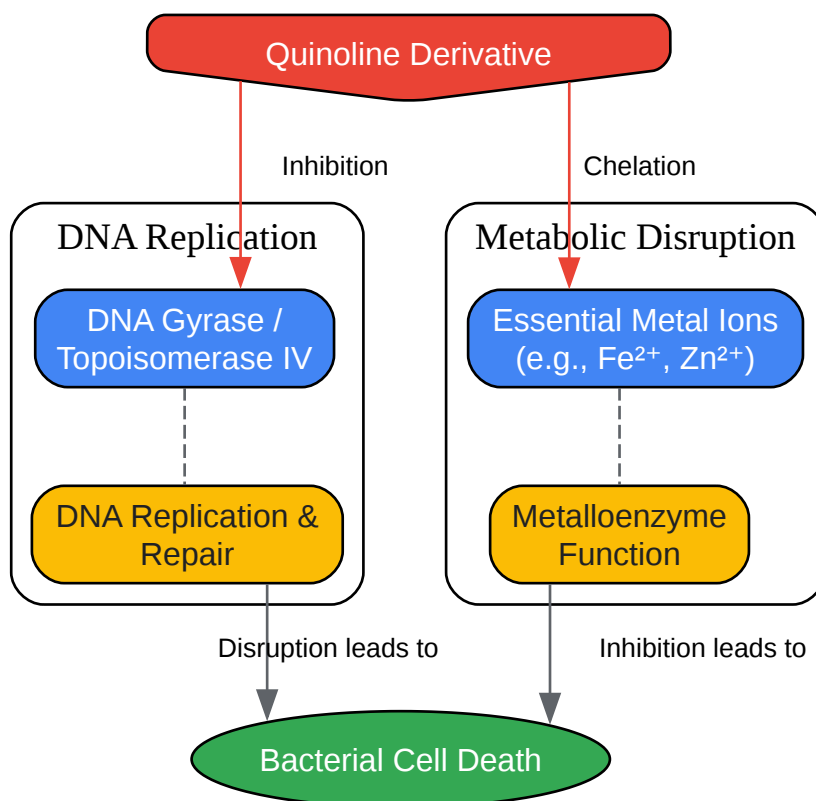 Quinoline Derivative
Inhibition
Chelation
DNA Replication
Metabolic Disruption
DNA Gyrase /
Topoisomerase IV
Essential Metal Ions
(e.g., Fe²⁺, Zn²⁺)
DNA Replication &
Repair
Metalloenzyme
Function
Disruption leads to
Inhibition leads to
Bacterial Cell Death